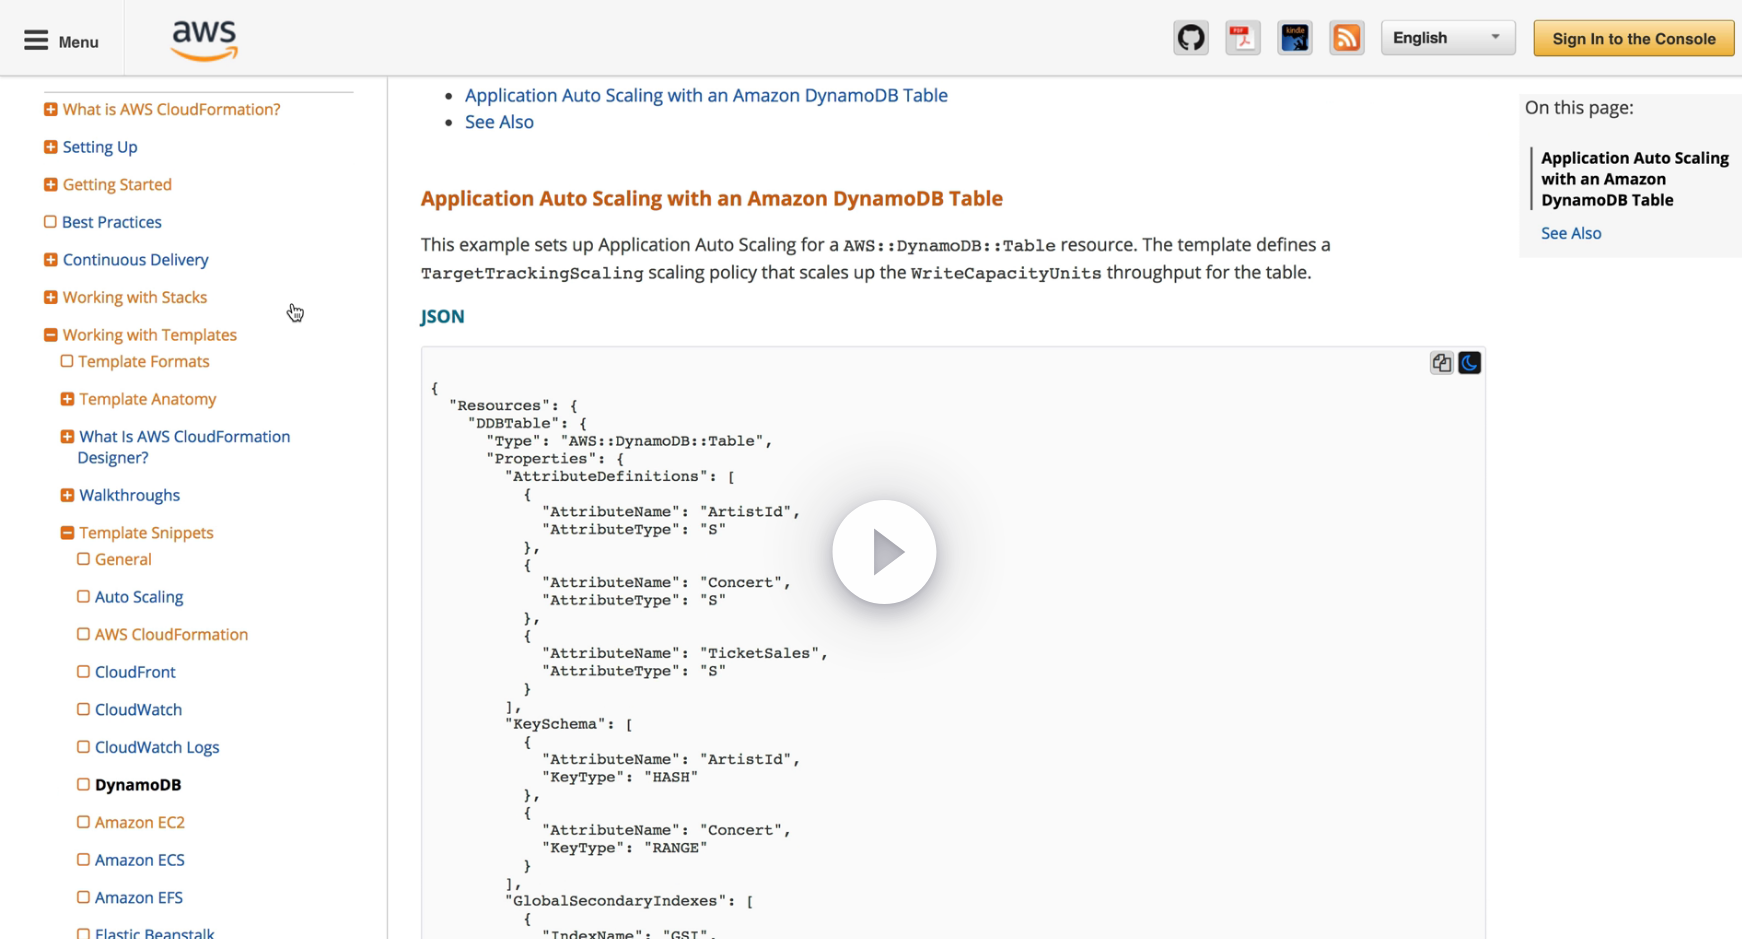 Menu
aws
PDF
kindle
English
Sign In to the Console
What is AWS CloudFormation?
Setting Up
Getting Started
Best Practices
Continuous Delivery
Working with Stacks
Working with Templates
Template Formats
Template Anatomy
What Is AWS CloudFormation
Designer?
Walkthroughs
Template Snippets
General
Auto Scaling
AWS CloudFormation
CloudFront
CloudWatch
CloudWatch Logs
DynamoDB
Amazon EC2
Amazon ECS
Amazon EFS
Elastic Beanstalk
• Application Auto Scaling with an Amazon DynamoDB Table
• See Also
Application Auto Scaling with an Amazon DynamoDB Table
This example sets up Application Auto Scaling for a AWS::DynamoDB::Table resource. The template defines a
TargetTrackingScaling scaling policy that scales up the WriteCapacityUnits throughput for the table.
JSON
{
"Resources": {
"DDBTable": {
"Type": "AWS::DynamoDB::Table",
"Properties": {
"AttributeDefinitions": [
{
"AttributeName": "ArtistId",
"AttributeType": "S"
},
{
"AttributeName": "Concert",
"AttributeType": "S"
},
{
"AttributeName": "TicketSales",
"AttributeType": "S"
}
],
"KeySchema": [
{
"AttributeName": "ArtistId",
"KeyType": "HASH"
},
{
"AttributeName": "Concert",
"KeyType": "RANGE"
}
],
"GlobalSecondaryIndexes": [
{
"IndexName": "GSI",
On this page:
Application Auto Scaling
with an Amazon
DynamoDB Table
See Also